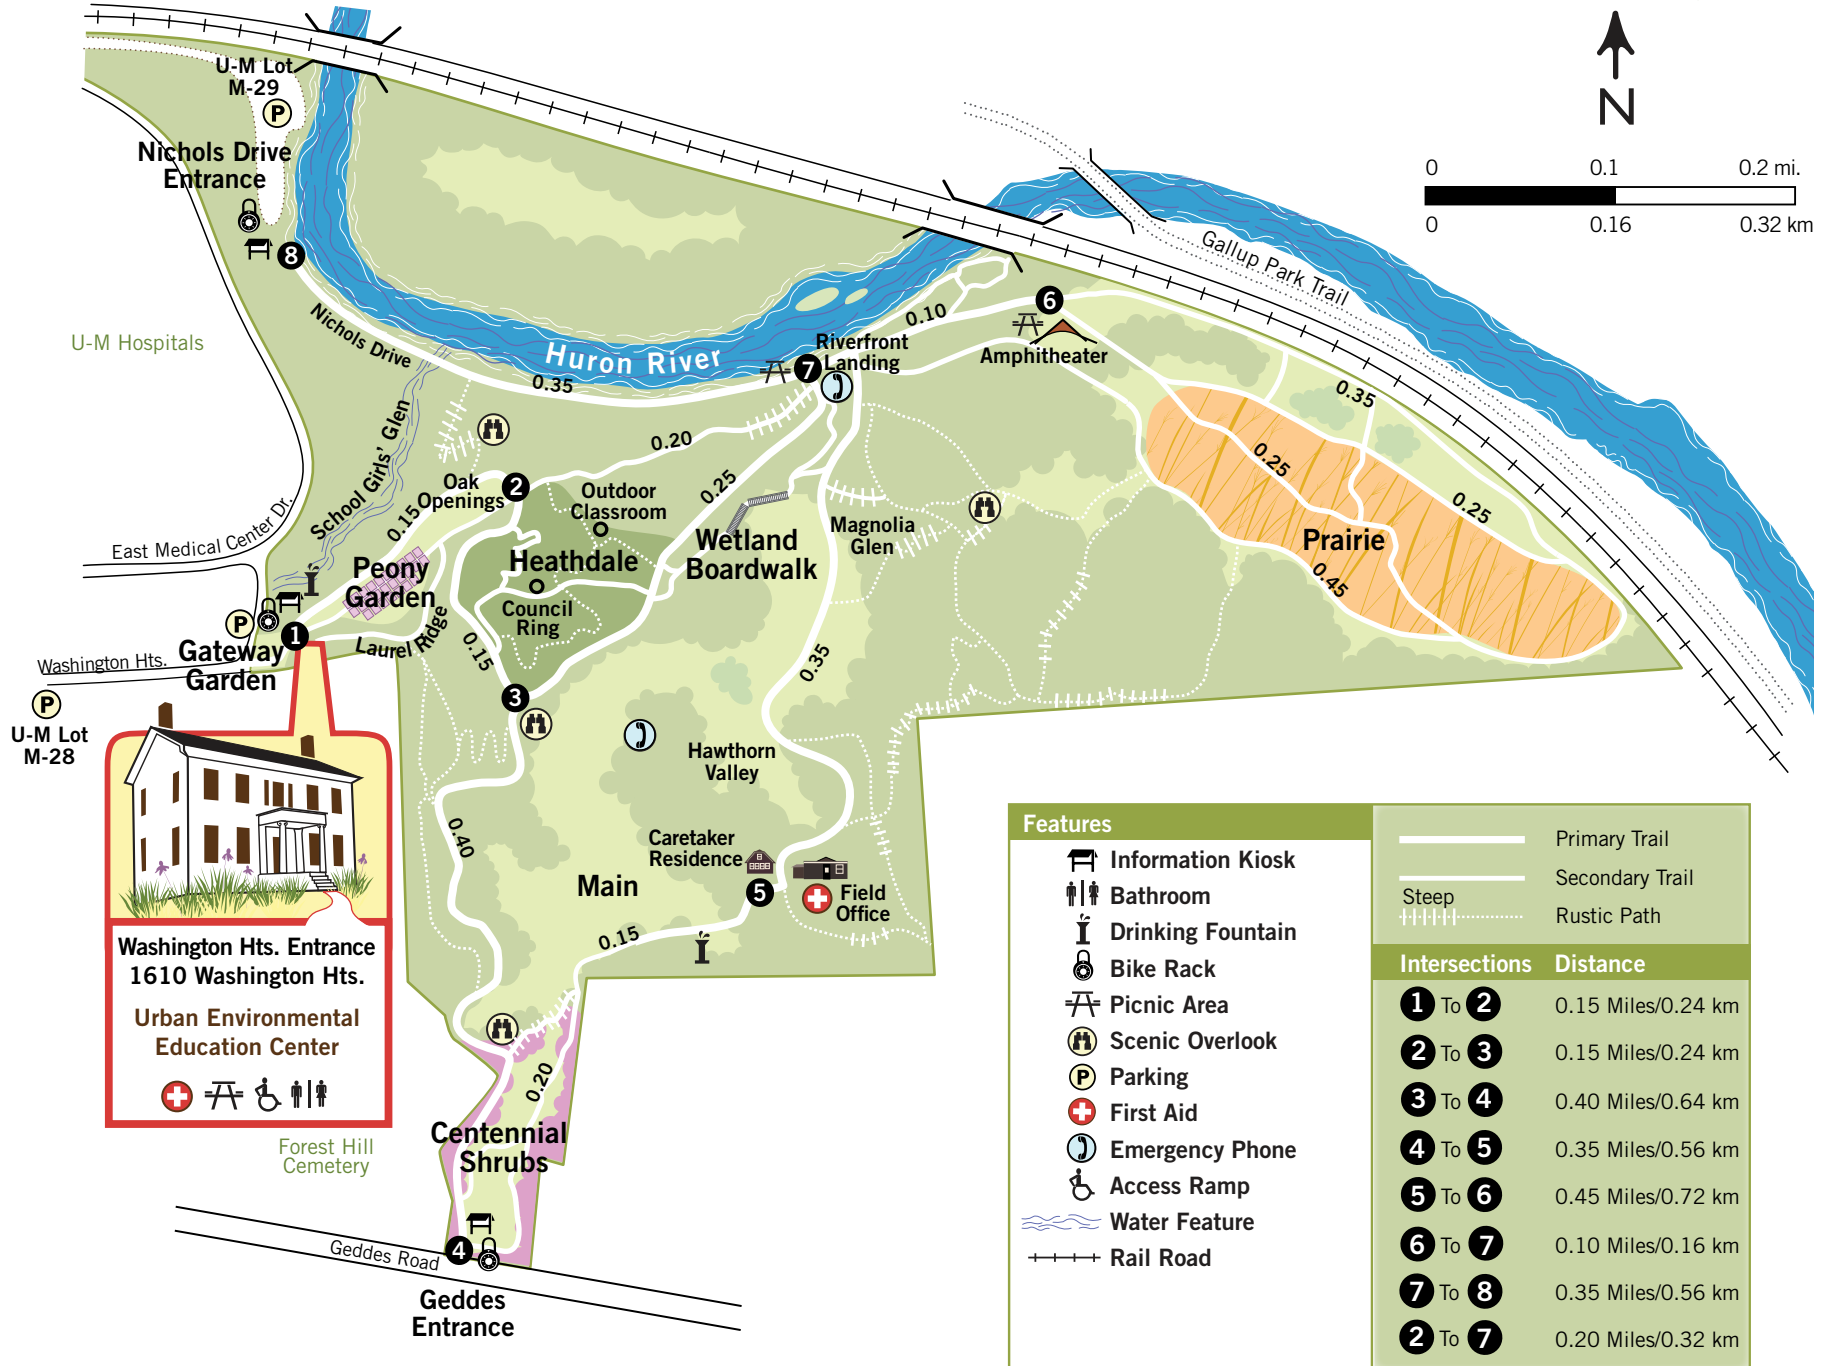 U-M Lot
M-29
P
Nichols Drive
Entrance
8
Nichols Drive
U-M Hospitals
Huron River
0.35
Riverfront
Landing
7
0.10
6
Amphitheater
Gallup Park Trail
N
0 0.1 0.2 mi.
0 0.16 0.32 km
0.35
0.25
0.25
Prairie
0.45
School Girls' Glen
Oak
Openings
2
0.20
0.15
0.25
Outdoor
Classroom
Heathdale
Council
Ring
Wetland
Boardwalk
Magnolia
Glen
East Medical Center Dr.
Peony
Garden
P
1
Laurel Ridge
Gateway
Garden
Washington Hts.
P
U-M Lot
M-28
0.15
3
0.35
Hawthorn
Valley
0.40
Caretaker
Residence
Main
5
Field
Office
0.15
Washington Hts. Entrance
1610 Washington Hts.
Urban Environmental
Education Center
Forest Hill
Cemetery
0.20
Centennial
Shrubs
4
Geddes Road
Geddes
Entrance
Features
Information Kiosk
Bathroom
Drinking Fountain
Bike Rack
Picnic Area
Scenic Overlook
P Parking
First Aid
Emergency Phone
Access Ramp
Water Feature
Rail Road
Primary Trail
Secondary Trail
Steep
Rustic Path
Intersections Distance
1 To 2 0.15 Miles/0.24 km
2 To 3 0.15 Miles/0.24 km
3 To 4 0.40 Miles/0.64 km
4 To 5 0.35 Miles/0.56 km
5 To 6 0.45 Miles/0.72 km
6 To 7 0.10 Miles/0.16 km
7 To 8 0.35 Miles/0.56 km
2 To 7 0.20 Miles/0.32 km